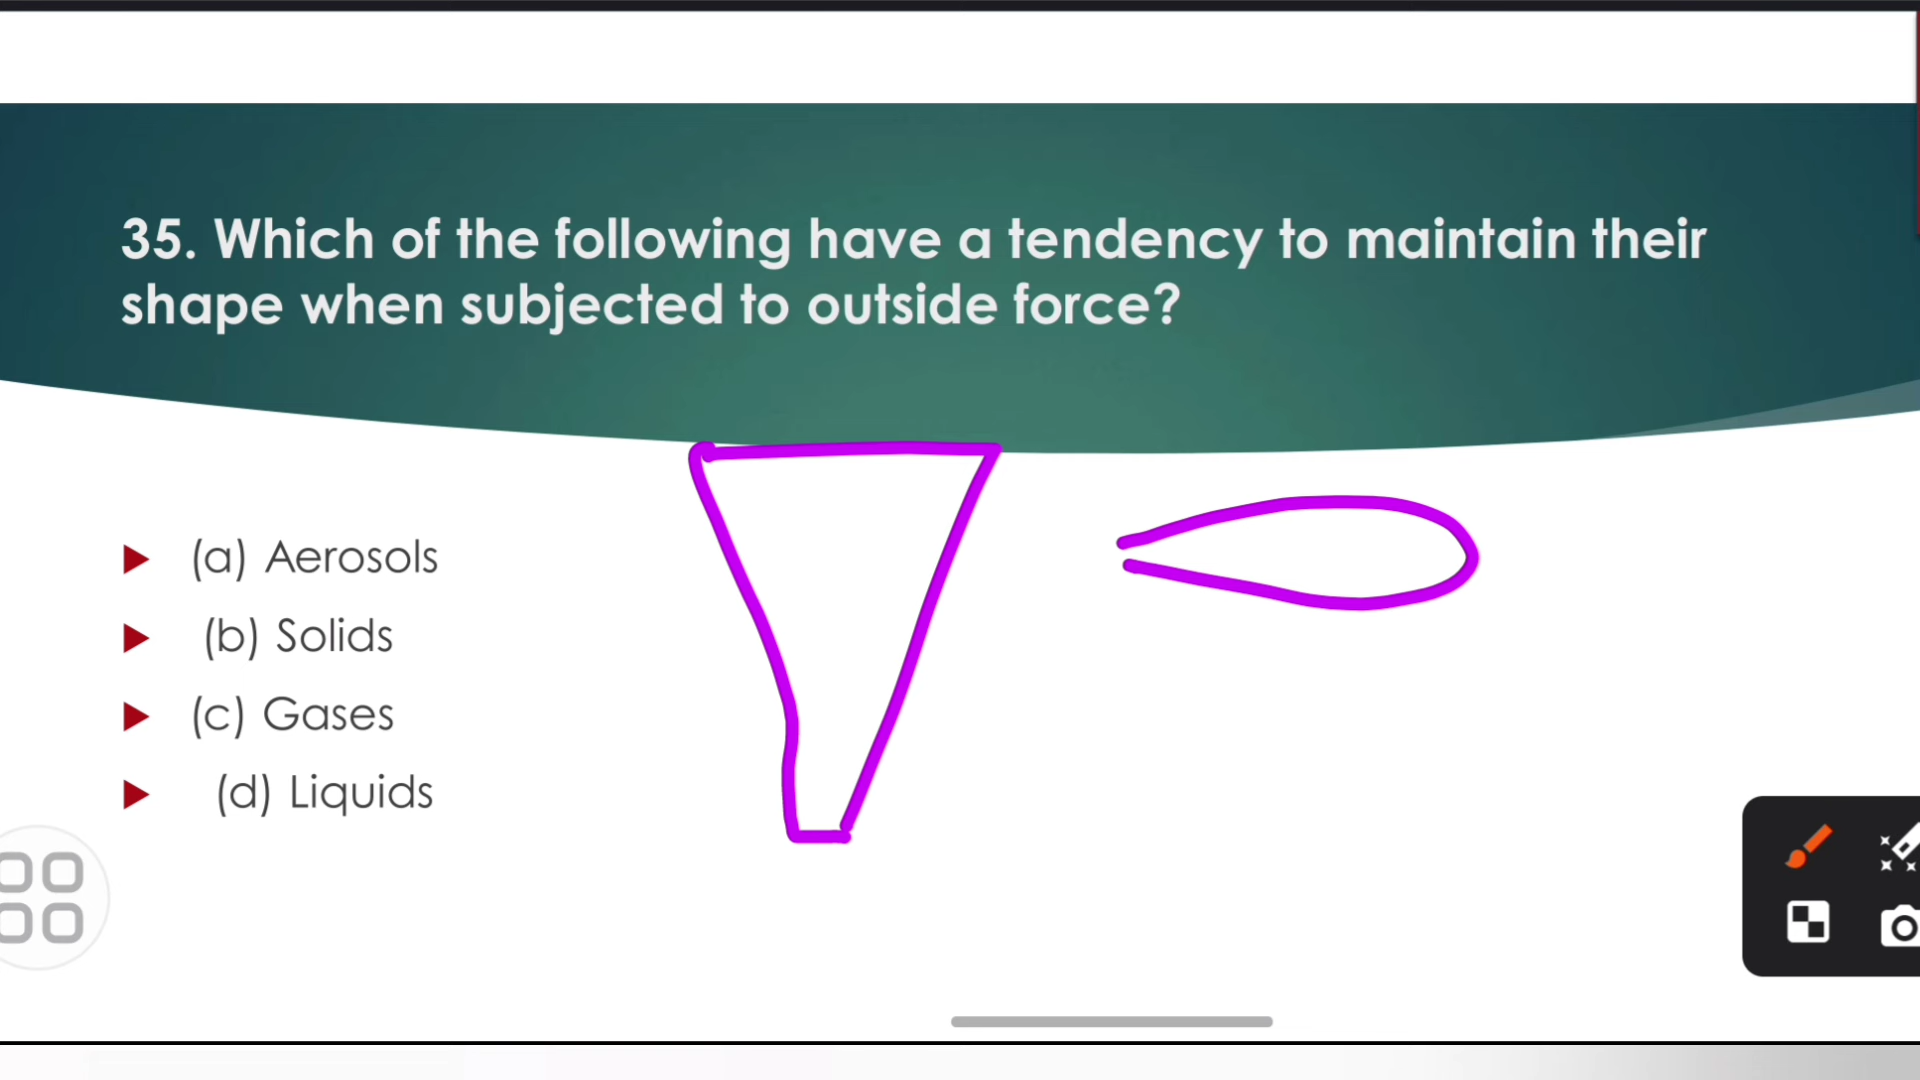 35. Which of the following have a tendency to maintain their
shape when subjected to outside force?
(a) Aerosols
(b) Solids
(c) Gases
(d) Liquids